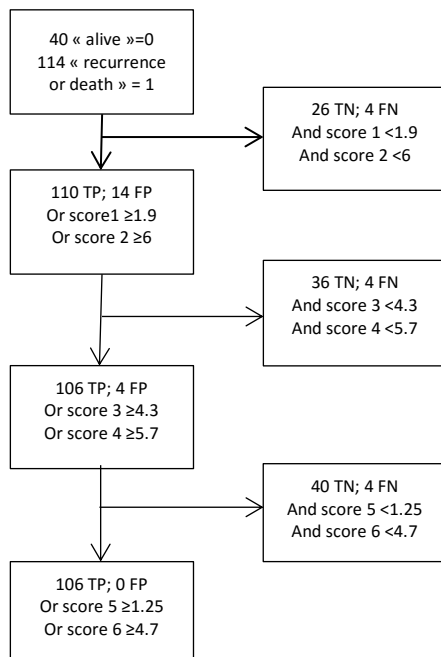 40 « alive »=0
114 « recurrence
or death » = 1
26 TN; 4 FN
And score 1 <1.9
And score 2 <6
110 TP; 14 FP
Or score1 ≥1.9
Or score 2 ≥6
36 TN; 4 FN
And score 3 <4.3
And score 4 <5.7
106 TP; 4 FP
Or score 3 ≥4.3
Or score 4 ≥5.7
40 TN; 4 FN
And score 5 <1.25
And score 6 <4.7
106 TP; 0 FP
Or score 5 ≥1.25
Or score 6 ≥4.7